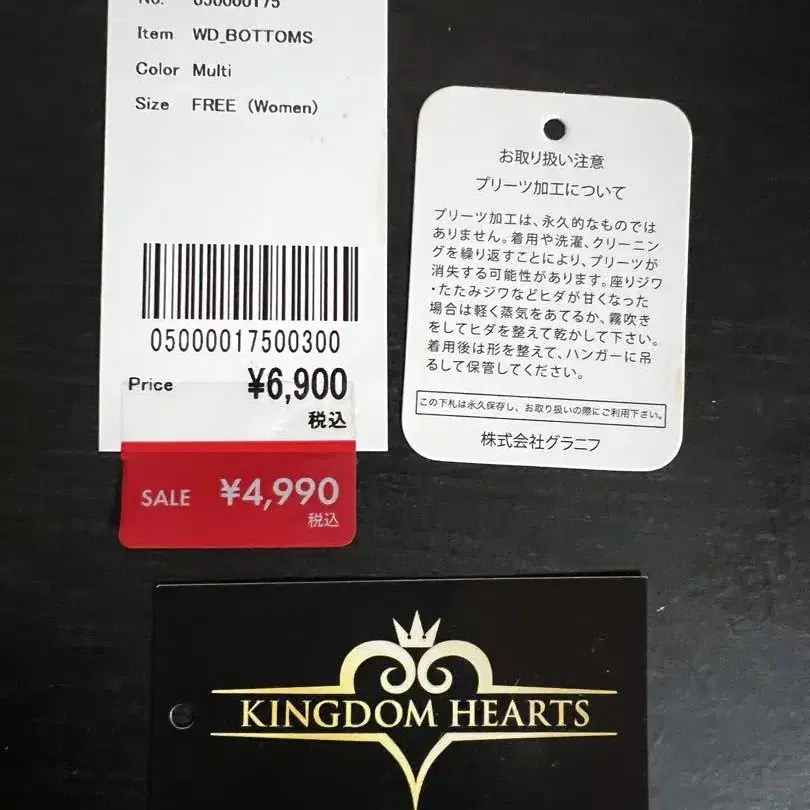 No. 050000175
Item WD_BOTTOMS
Color Multi
Size FREE (Women)
05000017500300
Price ¥6,900
税込
SALE ¥4,990
税込
お取り扱い注意
プリーツ加工について
プリーツ加工は、永久的なものでは
ありません。着用や洗濯、クリーニン
グを繰り返すことにより、プリーツが
消失する可能性があります。座りジワ
・たたみジワなどヒダが甘くなった
場合は軽く蒸気をあてるか、霧吹き
をしてヒダを整えて乾かして下さい。
着用後は形を整えて、ハンガーに吊
るして保管してください。
この下札は永久保存し、お取り扱いの際にご利用下さい。
株式会社グラニフ
KINGDOM HEARTS